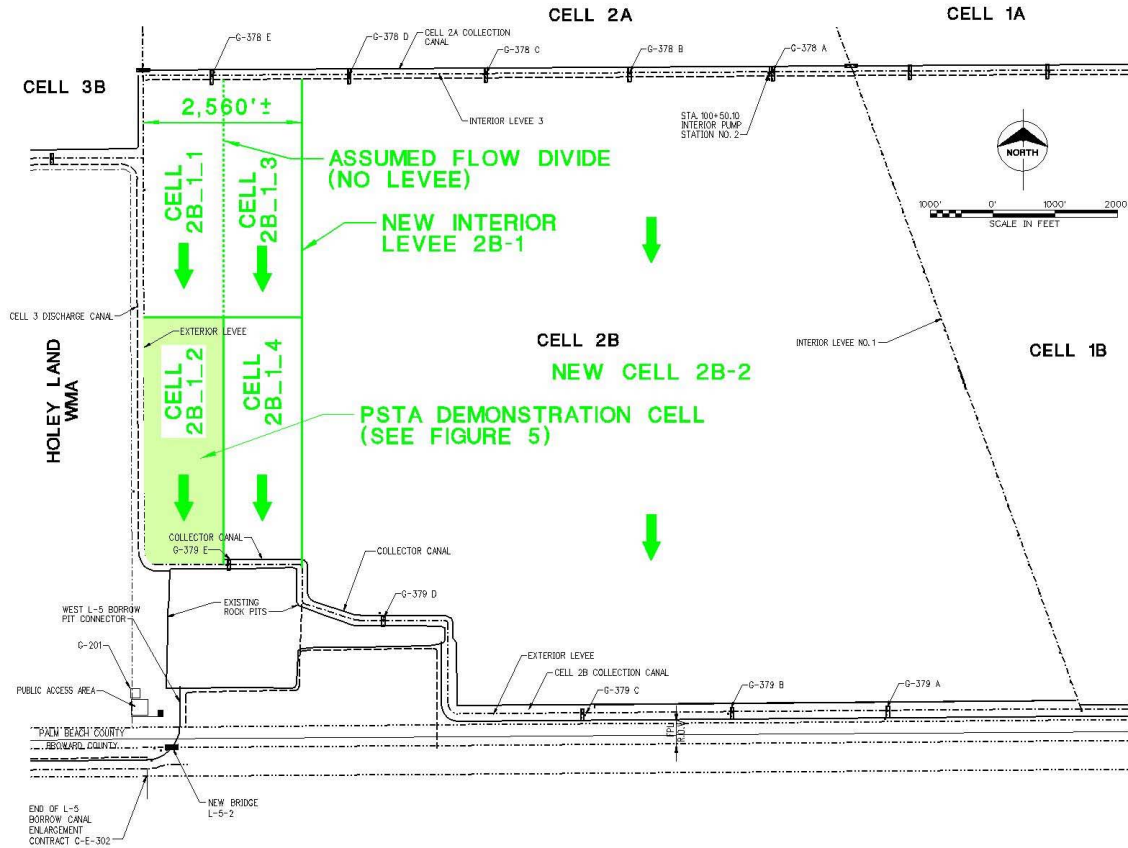 CELL 2A
CELL 1A
G-378 E
G-378 D
CELL 2A COLLECTION
CANAL
G-378 C
G-378 B
G-378 A
CELL 3B
2,560'±
INTERIOR LEVEE 3
STA. 100+50.10
INTERIOR PUMP
STATION NO. 2
NORTH
ASSUMED FLOW DIVIDE
(NO LEVEE)
CELL
2B_1_1
CELL
2B_1_3
NEW INTERIOR
LEVEE 2B-1
1000'
0'
1000'
2000
SCALE IN FEET
CELL 3 DISCHARGE CANAL
EXTERIOR LEVEE
CELL 2B
INTERIOR LEVEE NO. 1
CELL 1B
NEW CELL 2B-2
HOLEY LAND
WMA
CELL
2B_1_2
CELL
2B_1_4
PSTA DEMONSTRATION CELL
(SEE FIGURE 5)
COLLECTOR CANAL
G-379 E
COLLECTOR CANAL
G-379 D
EXISTING
ROCK PITS
WEST L-5 BORROW
PIT CONNECTOR
G-201
EXTERIOR LEVEE
CELL 2B COLLECTION CANAL
PUBLIC ACCESS AREA
G-379 C
G-379 B
G-379 A
PALM BEACH COUNTY
BROWARD COUNTY
FPL
R.O.W.
NEW BRIDGE
L-5-2
END OF L-5
BORROW CANAL
ENLARGEMENT
CONTRACT C-E-302